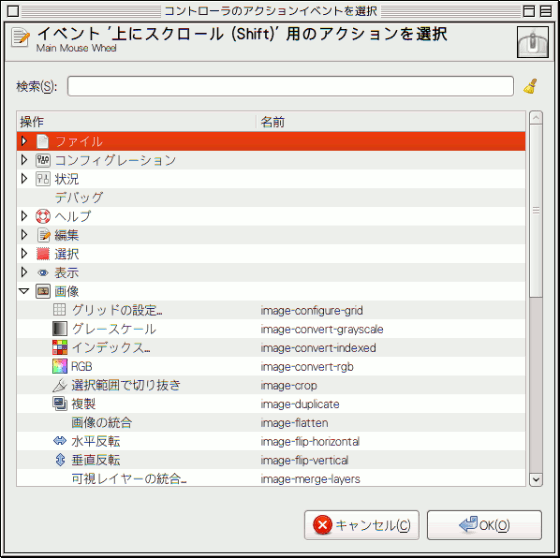 コントローラのアクションイベントを選択
イベント '上にスクロール (Shift)' 用のアクションを選択
Main Mouse Wheel
検索(S):
操作 名前
ファイル
コンフィグレーション
状況
デバッグ
ヘルプ
編集
選択
表示
画像
グリッドの設定... image-configure-grid
グレースケール image-convert-grayscale
インデックス... image-convert-indexed
RGB image-convert-rgb
選択範囲で切り抜き image-crop
複製 image-duplicate
画像の統合 image-flatten
水平反転 image-flip-horizontal
垂直反転 image-flip-vertical
可視レイヤーの統合... image-merge-layers
キャンセル(C) OK(O)